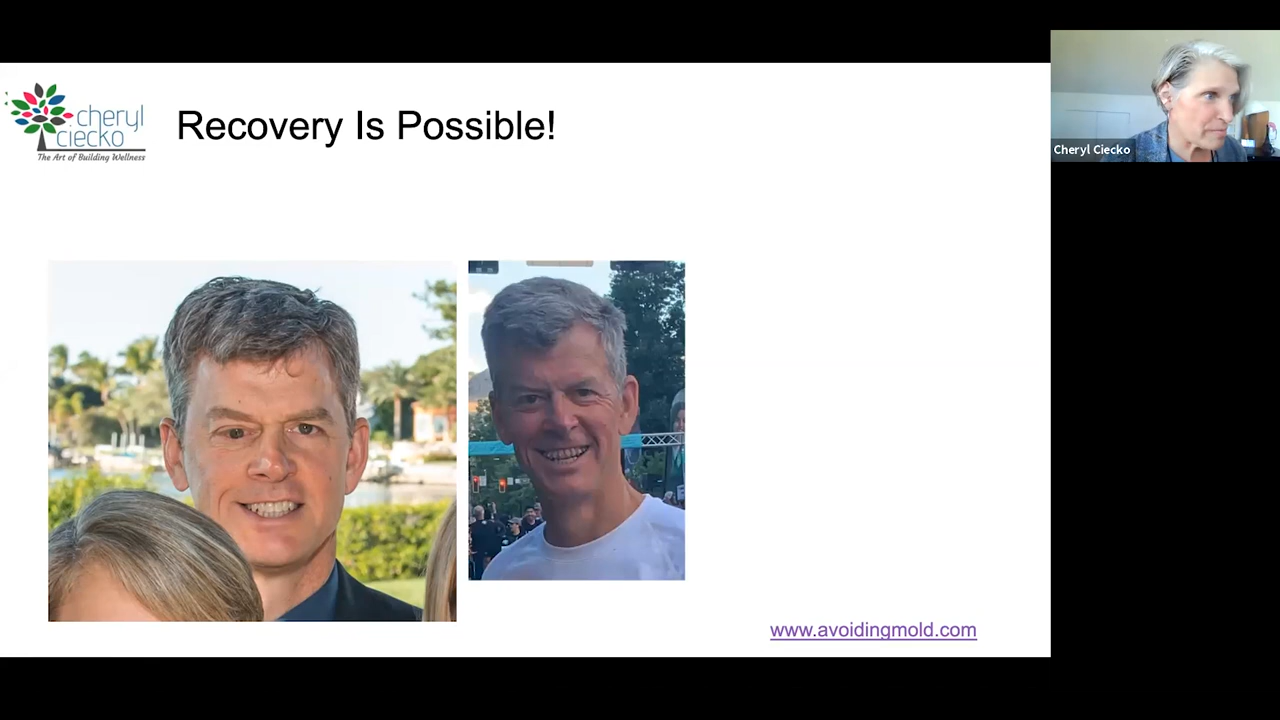 cheryl
ciecko
The Art of Building Wellness
Recovery Is Possible!
www.avoidingmold.com
Cheryl Ciecko